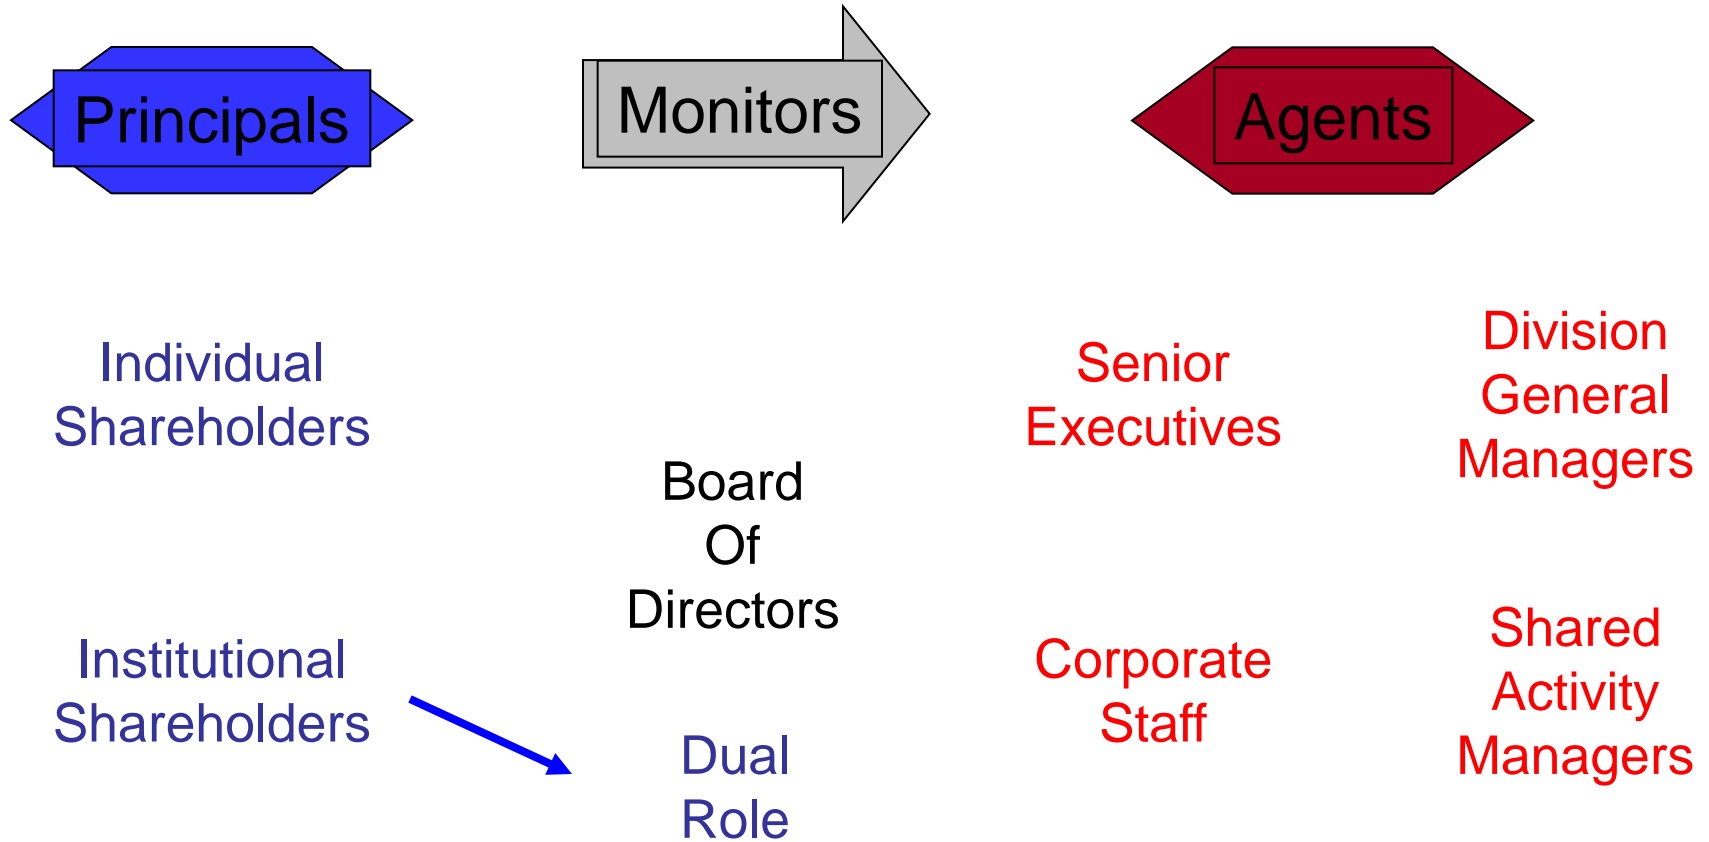 Principals
Monitors
Agents
Individual
Shareholders
Institutional
Shareholders
Board
Of
Directors
Dual
Role
Senior
Executives
Corporate
Staff
Division
General
Managers
Shared
Activity
Managers